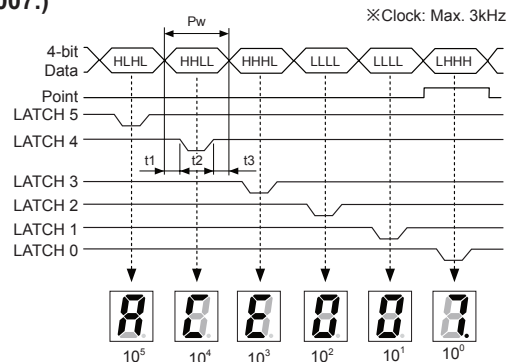 007.)
※Clock: Max. 3kHz
Pw
4-bit Data
HLHL HHLL HHHL LLLL LLLL LHHH
Point
LATCH 5
LATCH 4
t1 t2 t3
LATCH 3
LATCH 2
LATCH 1
LATCH 0
A C E 0 0 7.
10⁵ 10⁴ 10³ 10² 10¹ 10⁰